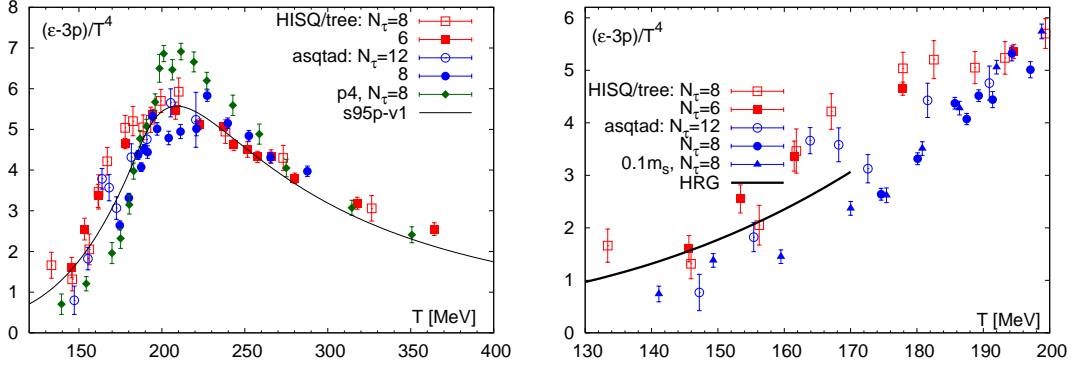 (ε-3p)/T⁴
HISQ/tree: Nτ=8
6
asqtad: Nτ=12
8
p4, Nτ=8
s95p-v1
8
7
6
5
4
3
2
1
0
150 200 250 300 350 400
T [MeV]
(ε-3p)/T⁴
HISQ/tree: Nτ=8
Nτ=6
asqtad: Nτ=12
Nτ=8
0.1mₛ, Nτ=8
HRG
6
5
4
3
2
1
0
130 140 150 160 170 180 190 200
T [MeV]